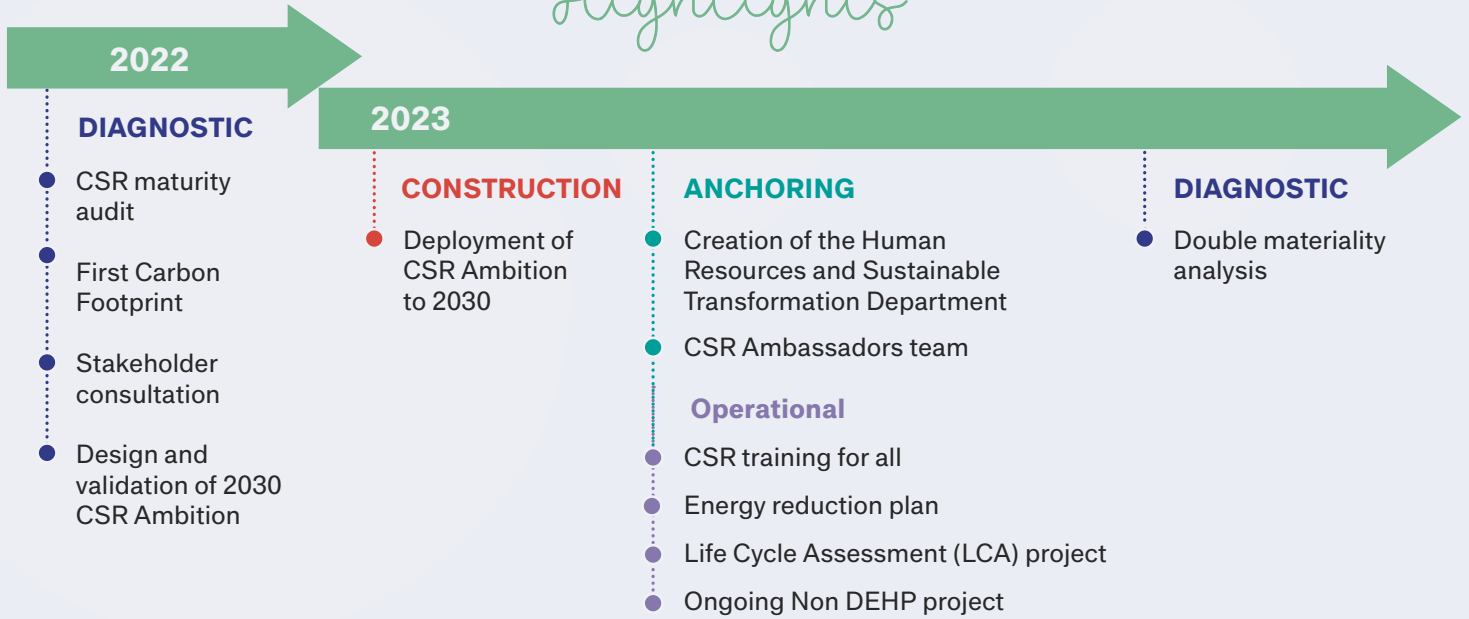 Highlights
2022
DIAGNOSTIC
CSR maturity
audit
First Carbon
Footprint
Stakeholder
consultation
Design and
validation of 2030
CSR Ambition
2023
CONSTRUCTION
Deployment of
CSR Ambition
to 2030
ANCHORING
Creation of the Human
Resources and Sustainable
Transformation Department
CSR Ambassadors team
Operational
CSR training for all
Energy reduction plan
Life Cycle Assessment (LCA) project
Ongoing Non DEHP project
DIAGNOSTIC
Double materiality
analysis